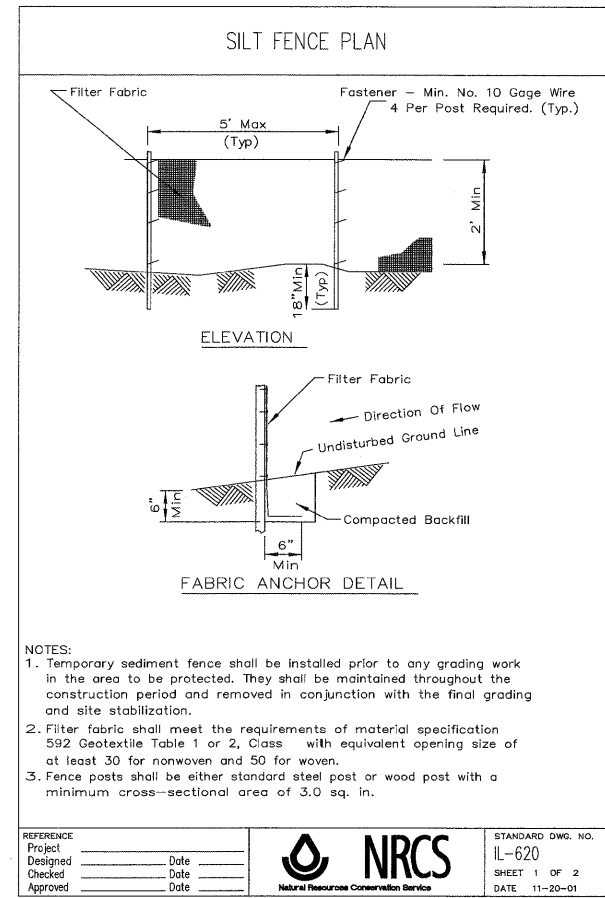 SILT FENCE PLAN
Filter Fabric
Fastener - Min. No. 10 Gage Wire
4 Per Post Required. (Typ.)
5' Max
(Typ)
2' Min
18"Min
(Typ)
ELEVATION
Filter Fabric
Direction Of Flow
Undisturbed Ground Line
6"
Min
Compacted Backfill
6"
Min
FABRIC ANCHOR DETAIL
NOTES:
1. Temporary sediment fence shall be installed prior to any grading work
in the area to be protected. They shall be maintained throughout the
construction period and removed in conjunction with the final grading
and site stabilization.
2. Filter fabric shall meet the requirements of material specification
592 Geotextile Table 1 or 2, Class with equivalent opening size of
at least 30 for nonwoven and 50 for woven.
3. Fence posts shall be either standard steel post or wood post with a
minimum cross-sectional area of 3.0 sq. in.
REFERENCE
Project
Designed Date
Checked Date
Approved Date
NRCS
Natural Resources Conservation Service
STANDARD DWG. NO.
IL-620
SHEET 1 OF 2
DATE 11-20-01